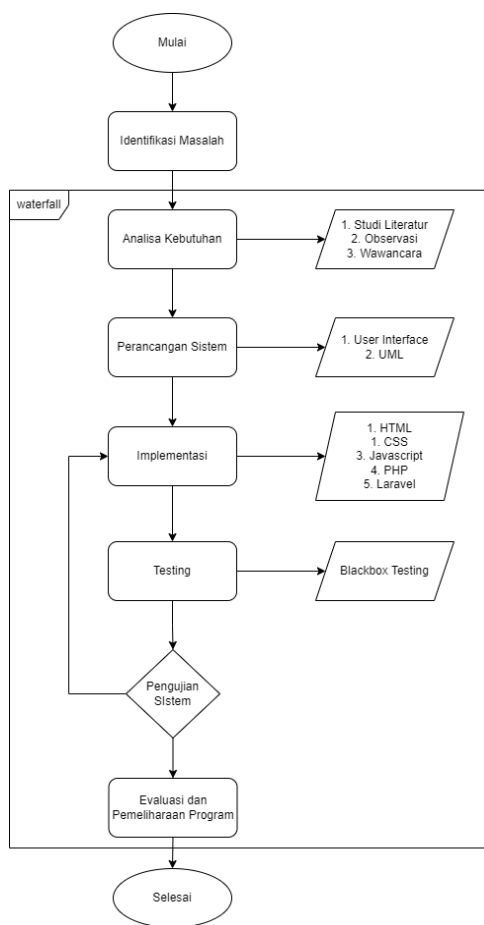 Mulai
Identifikasi Masalah
waterfall
Analisa Kebutuhan
1. Studi Literatur
2. Observasi
3. Wawancara
Perancangan Sistem
1. User Interface
2. UML
Implementasi
1. HTML
1. CSS
3. Javascript
4. PHP
5. Laravel
Testing
Blackbox Testing
Pengujian
SIstem
Evaluasi dan
Pemeliharaan Program
Selesai